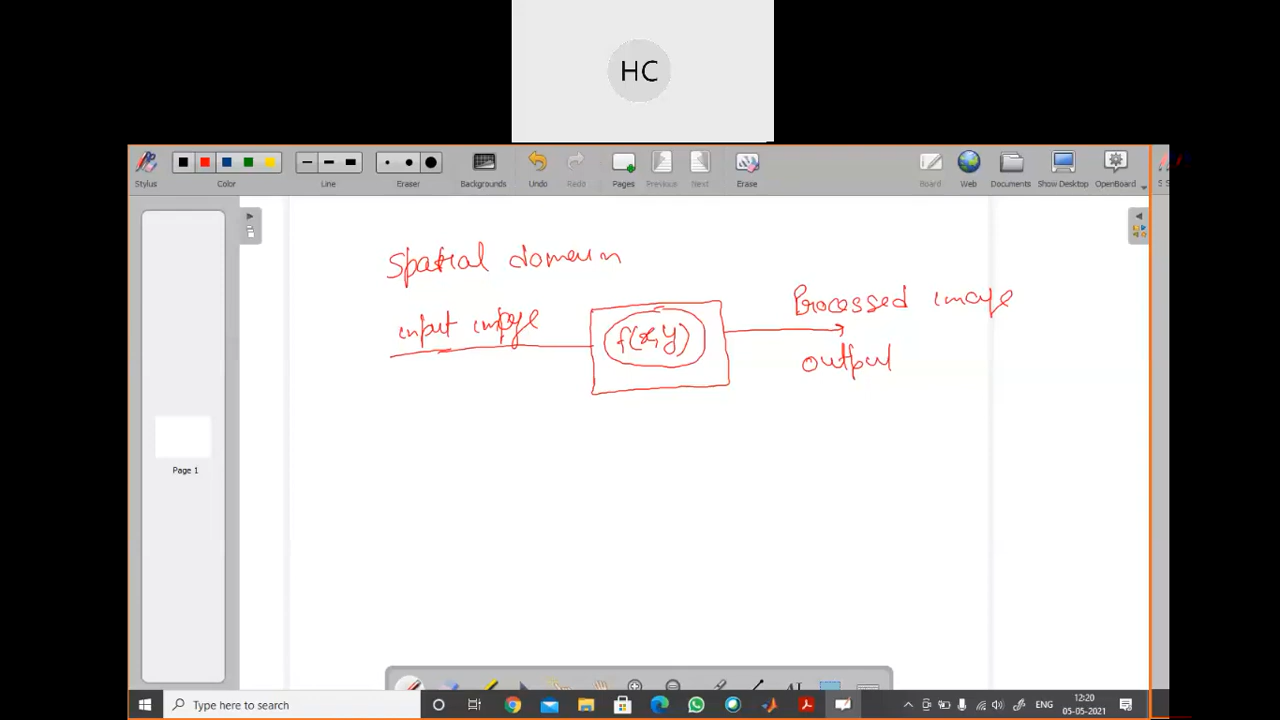 HC
Stylus
Color
Line
Eraser
Backgrounds
Undo
Redo
Pages
Previous
Next
Erase
Board
Web
Documents
Show Desktop
OpenBoard
Spatial domain
input image
f(x,y)
Processed image
output
Page 1
Type here to search
ENG
12:20
05-05-2021